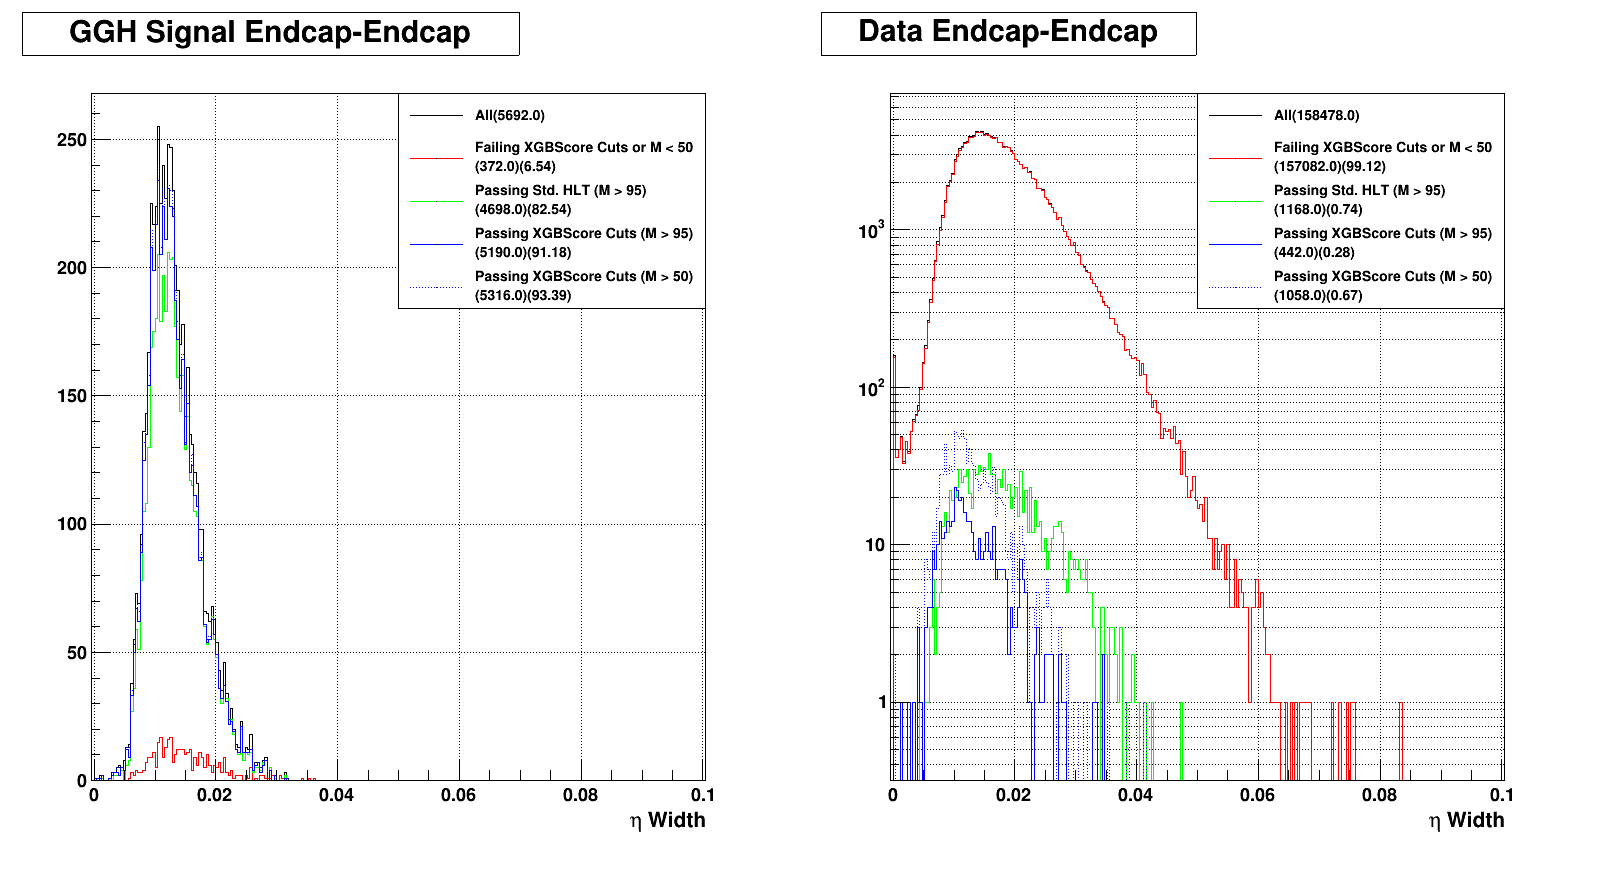 GGH Signal Endcap-Endcap
All(5692.0)
Failing XGBScore Cuts or M < 50
(372.0)(6.54)
Passing Std. HLT (M > 95)
(4698.0)(82.54)
Passing XGBScore Cuts (M > 95)
(5190.0)(91.18)
Passing XGBScore Cuts (M > 50)
(5316.0)(93.39)
250
200
150
100
50
0
0 0.02 0.04 0.06 0.08 0.1
η Width
Data Endcap-Endcap
All(158478.0)
Failing XGBScore Cuts or M < 50
(157082.0)(99.12)
Passing Std. HLT (M > 95)
(1168.0)(0.74)
Passing XGBScore Cuts (M > 95)
(442.0)(0.28)
Passing XGBScore Cuts (M > 50)
(1058.0)(0.67)
10³
10²
10
1
0 0.02 0.04 0.06 0.08 0.1
η Width